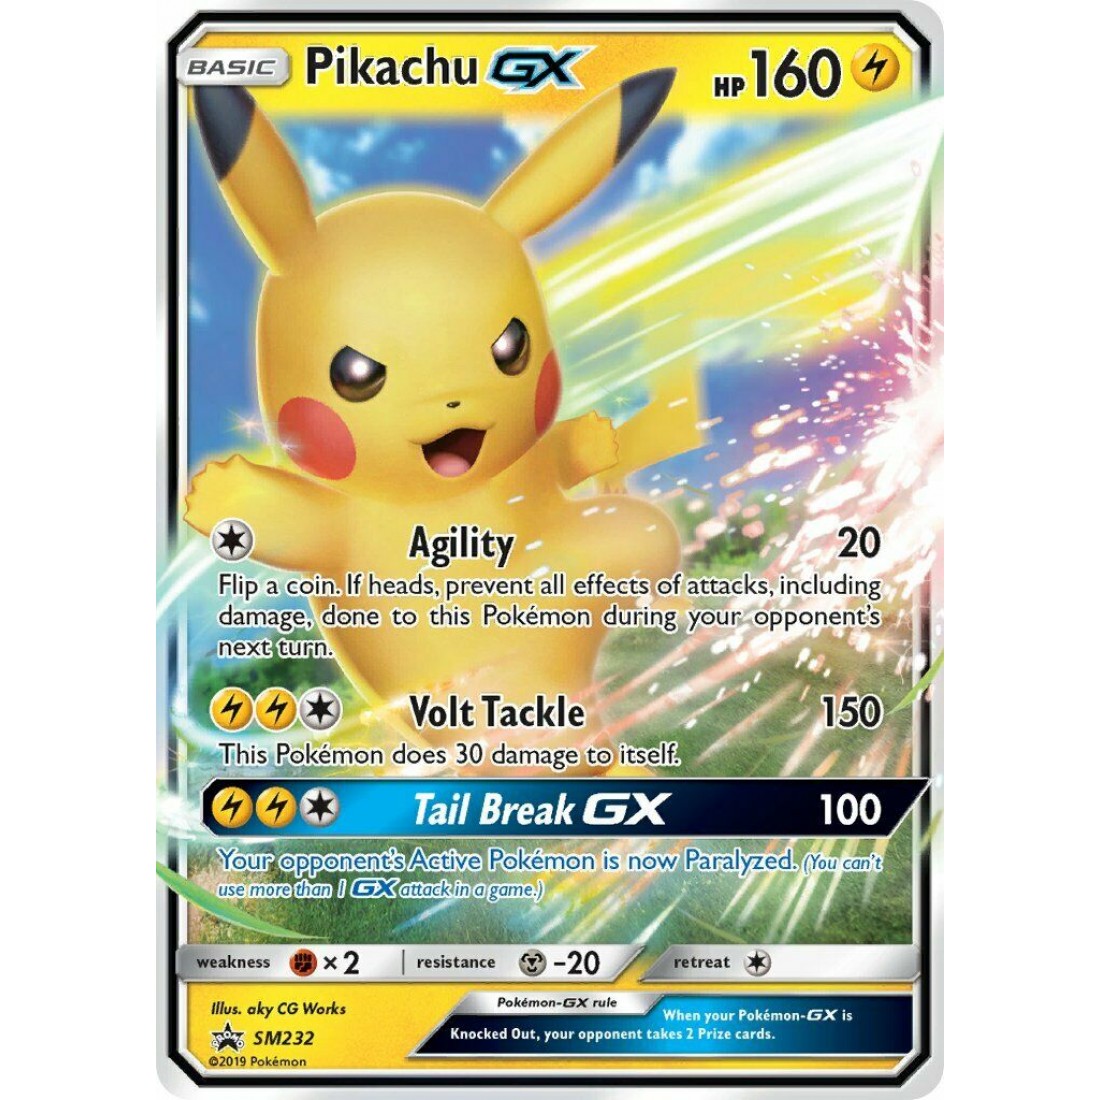 BASIC Pikachu GX HP 160
Agility 20
Flip a coin. If heads, prevent all effects of attacks, including
damage, done to this Pokémon during your opponent's
next turn.
Volt Tackle 150
This Pokémon does 30 damage to itself.
Tail Break GX 100
Your opponent's Active Pokémon is now Paralyzed. (You can't
use more than 1 GX attack in a game.)
weakness ×2 resistance -20 retreat
Illus. aky CG Works
Pokémon-GX rule
When your Pokémon-GX is
Knocked Out, your opponent takes 2 Prize cards.
PROMO SM232
©2019 Pokémon